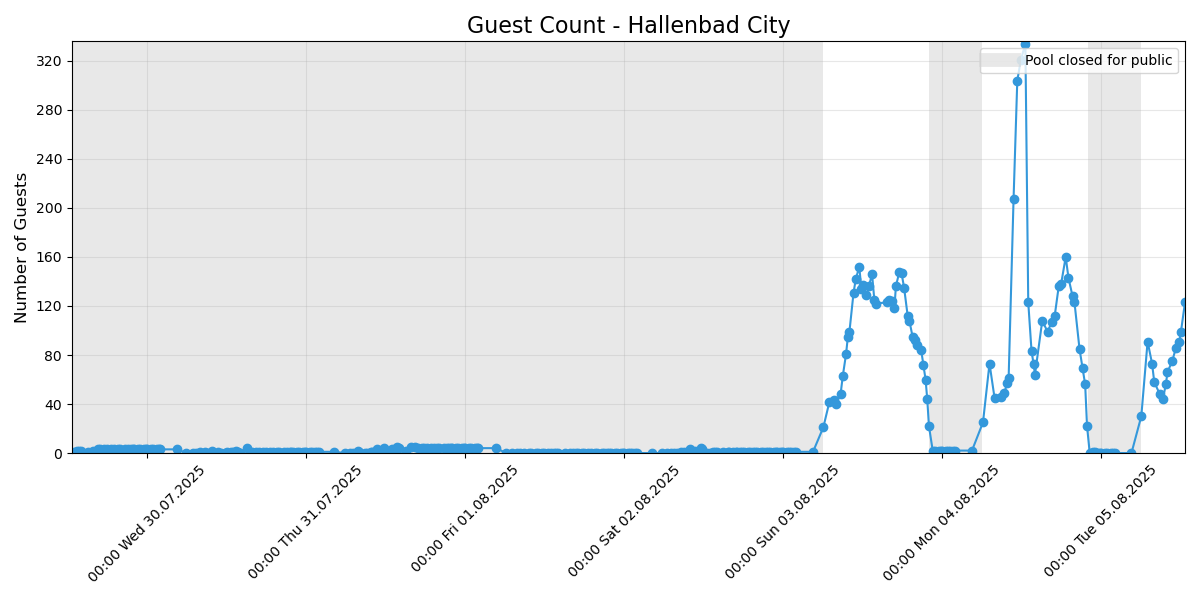 Guest Count - Hallenbad City
Number of Guests
320
280
240
200
160
120
80
40
0
Pool closed for public
00:00 Wed 30.07.2025
00:00 Thu 31.07.2025
00:00 Fri 01.08.2025
00:00 Sat 02.08.2025
00:00 Sun 03.08.2025
00:00 Mon 04.08.2025
00:00 Tue 05.08.2025